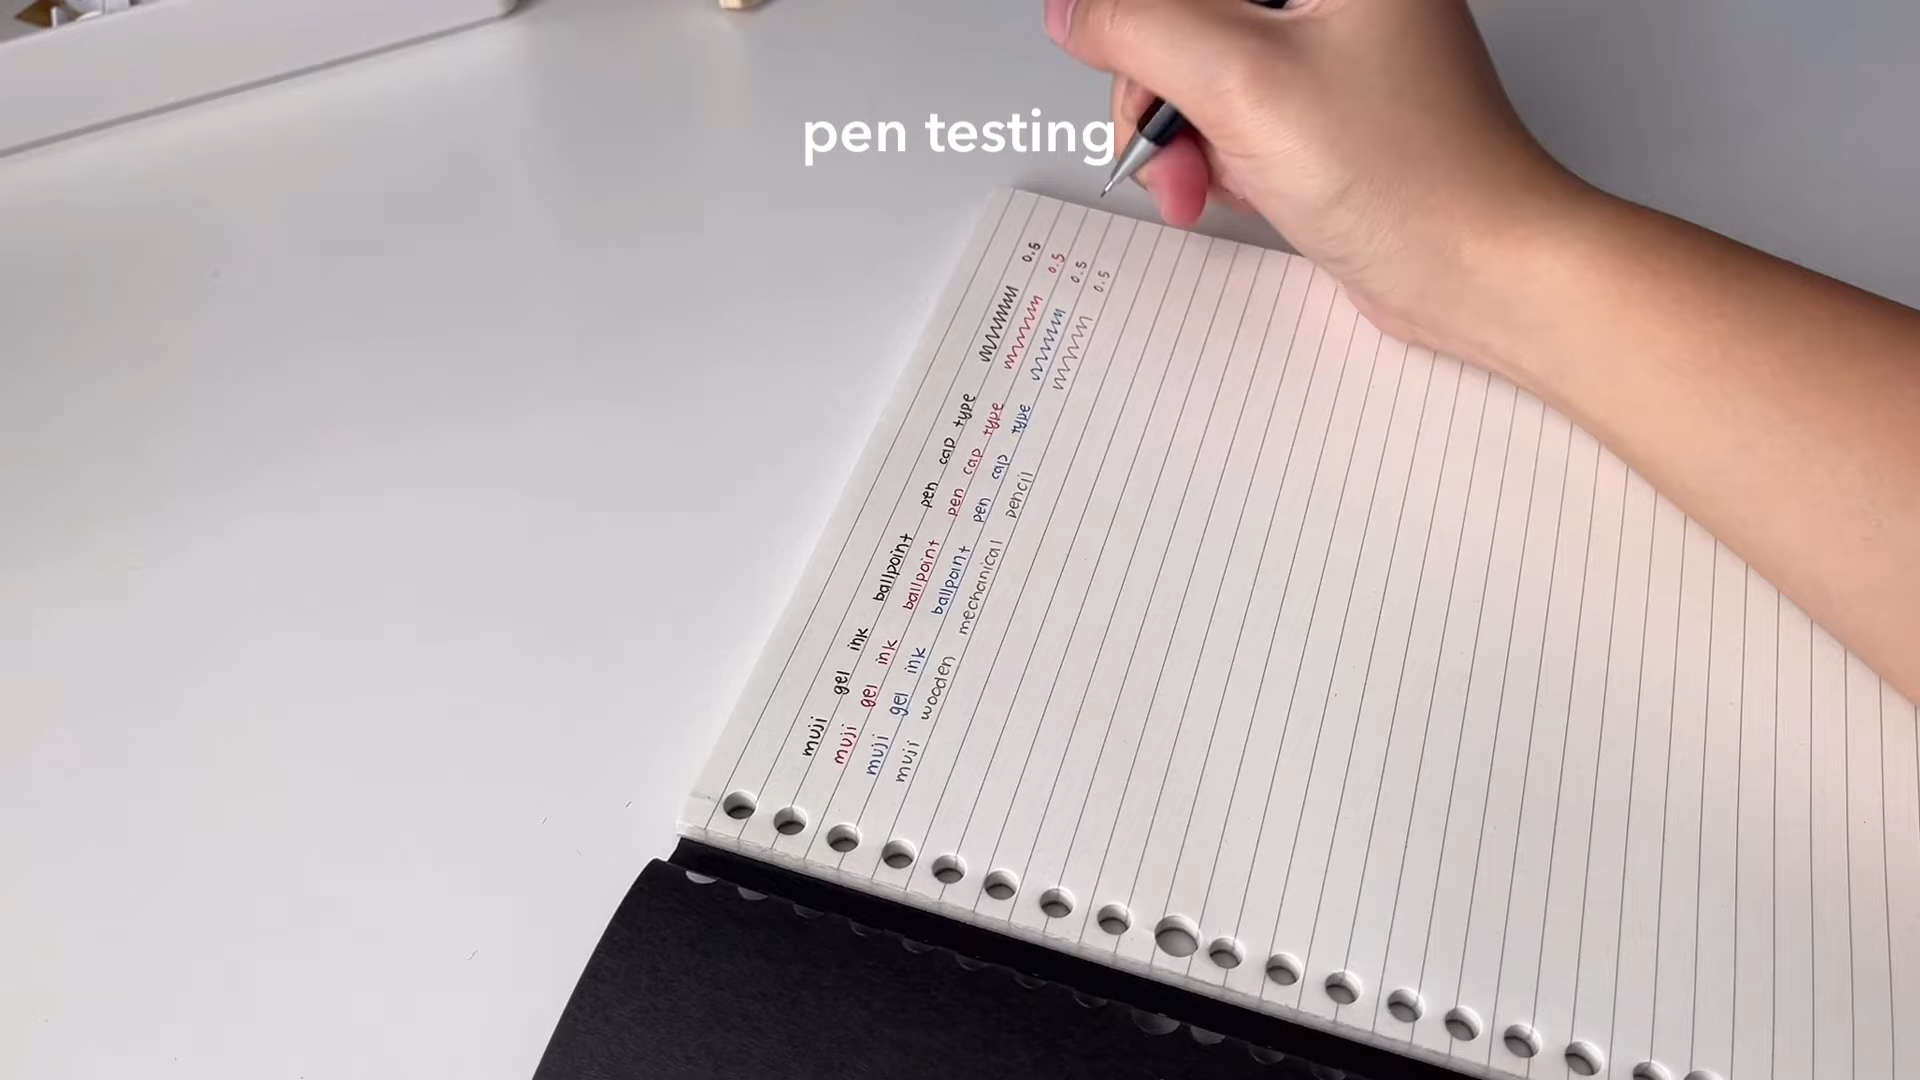 pen testing
muji gel ink ballpoint pen cap type 0.5
muji gel ink ballpoint pen cap type 0.5
muji gel ink ballpoint pen cap type 0.5
muji wooden mechanical pencil 0.5